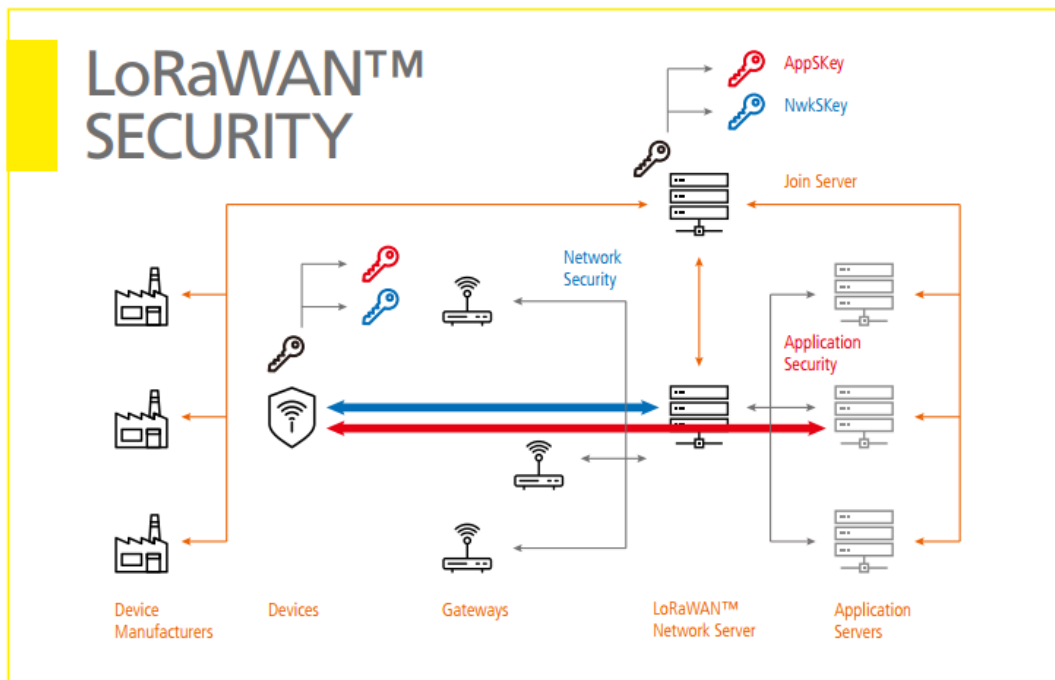 LoRaWAN™
SECURITY
AppSKey
NwkSKey
Join Server
Network
Security
Application
Security
Device
Manufacturers
Devices
Gateways
LoRaWAN™
Network Server
Application
Servers